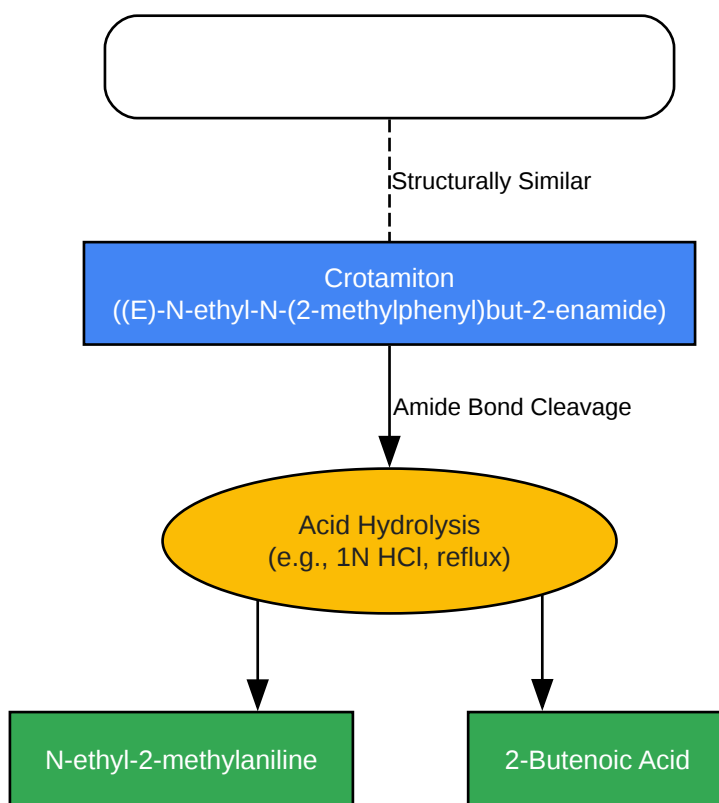 Structurally Similar
Crotamiton
((E)-N-ethyl-N-(2-methylphenyl)but-2-enamide)
Amide Bond Cleavage
Acid Hydrolysis
(e.g., 1N HCl, reflux)
N-ethyl-2-methylaniline
2-Butenoic Acid